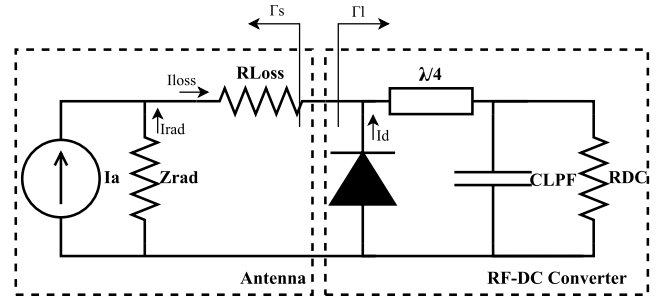 Γs
Γl
Iloss
RLoss
λ/4
Irad
Id
Ia
Zrad
CLPF
RDC
Antenna
RF-DC Converter